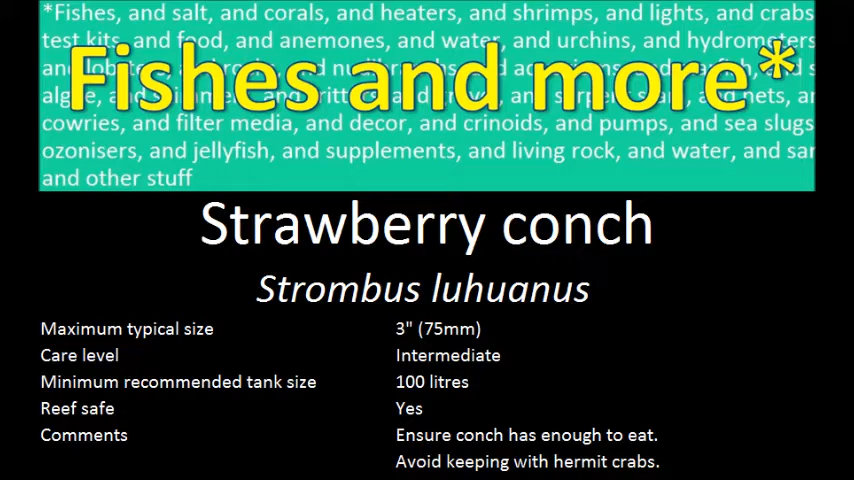 *Fishes, and salt, and corals, and heaters, and shrimps, and lights, and crabs
test kits, and food, and anemones, and water, and urchins, and hydrometers
Fishes and more*
algae, and
cowries, and filter media, and decor, and crinoids, and pumps, and sea slugs
ozonisers, and jellyfish, and supplements, and living rock, and water, and
and other stuff
Strawberry conch
Strombus luhuanus
Maximum typical size 3" (75mm)
Care level Intermediate
Minimum recommended tank size 100 litres
Reef safe Yes
Comments Ensure conch has enough to eat.
Avoid keeping with hermit crabs.